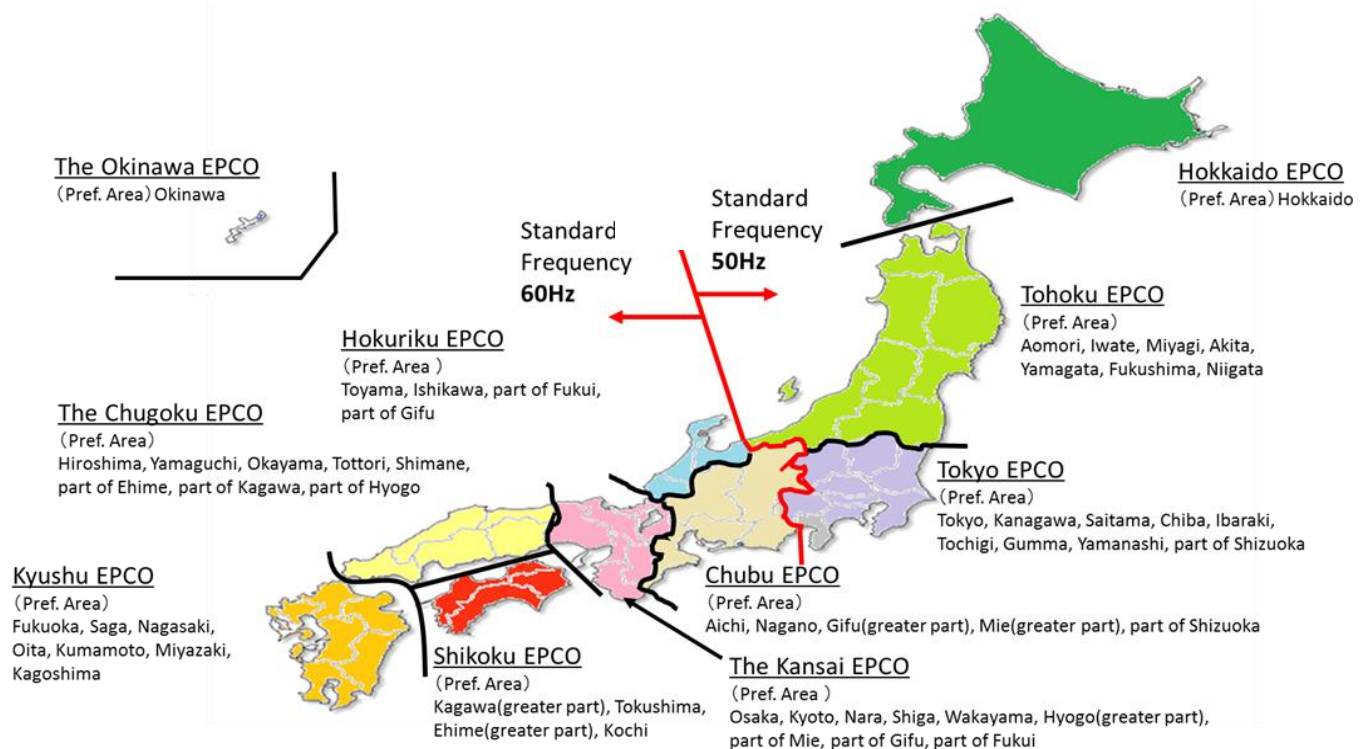 The Okinawa EPCO
（Pref. Area）Okinawa
Hokkaido EPCO
（Pref. Area）Hokkaido
Standard
Frequency
50Hz
Standard
Frequency
60Hz
Tohoku EPCO
（Pref. Area）
Aomori, Iwate, Miyagi, Akita,
Yamagata, Fukushima, Niigata
Hokuriku EPCO
（Pref. Area ）
Toyama, Ishikawa, part of Fukui,
part of Gifu
The Chugoku EPCO
（Pref. Area）
Hiroshima, Yamaguchi, Okayama, Tottori, Shimane,
part of Ehime, part of Kagawa, part of Hyogo
Tokyo EPCO
（Pref. Area）
Tokyo, Kanagawa, Saitama, Chiba, Ibaraki,
Tochigi, Gumma, Yamanashi, part of Shizuoka
Kyushu EPCO
（Pref. Area）
Fukuoka, Saga, Nagasaki,
Oita, Kumamoto, Miyazaki,
Kagoshima
Chubu EPCO
（Pref. Area）
Aichi, Nagano, Gifu(greater part), Mie(greater part), part of Shizuoka
Shikoku EPCO
（Pref. Area）
Kagawa(greater part), Tokushima,
Ehime(greater part), Kochi
The Kansai EPCO
（Pref. Area ）
Osaka, Kyoto, Nara, Shiga, Wakayama, Hyogo(greater part),
part of Mie, part of Gifu, part of Fukui